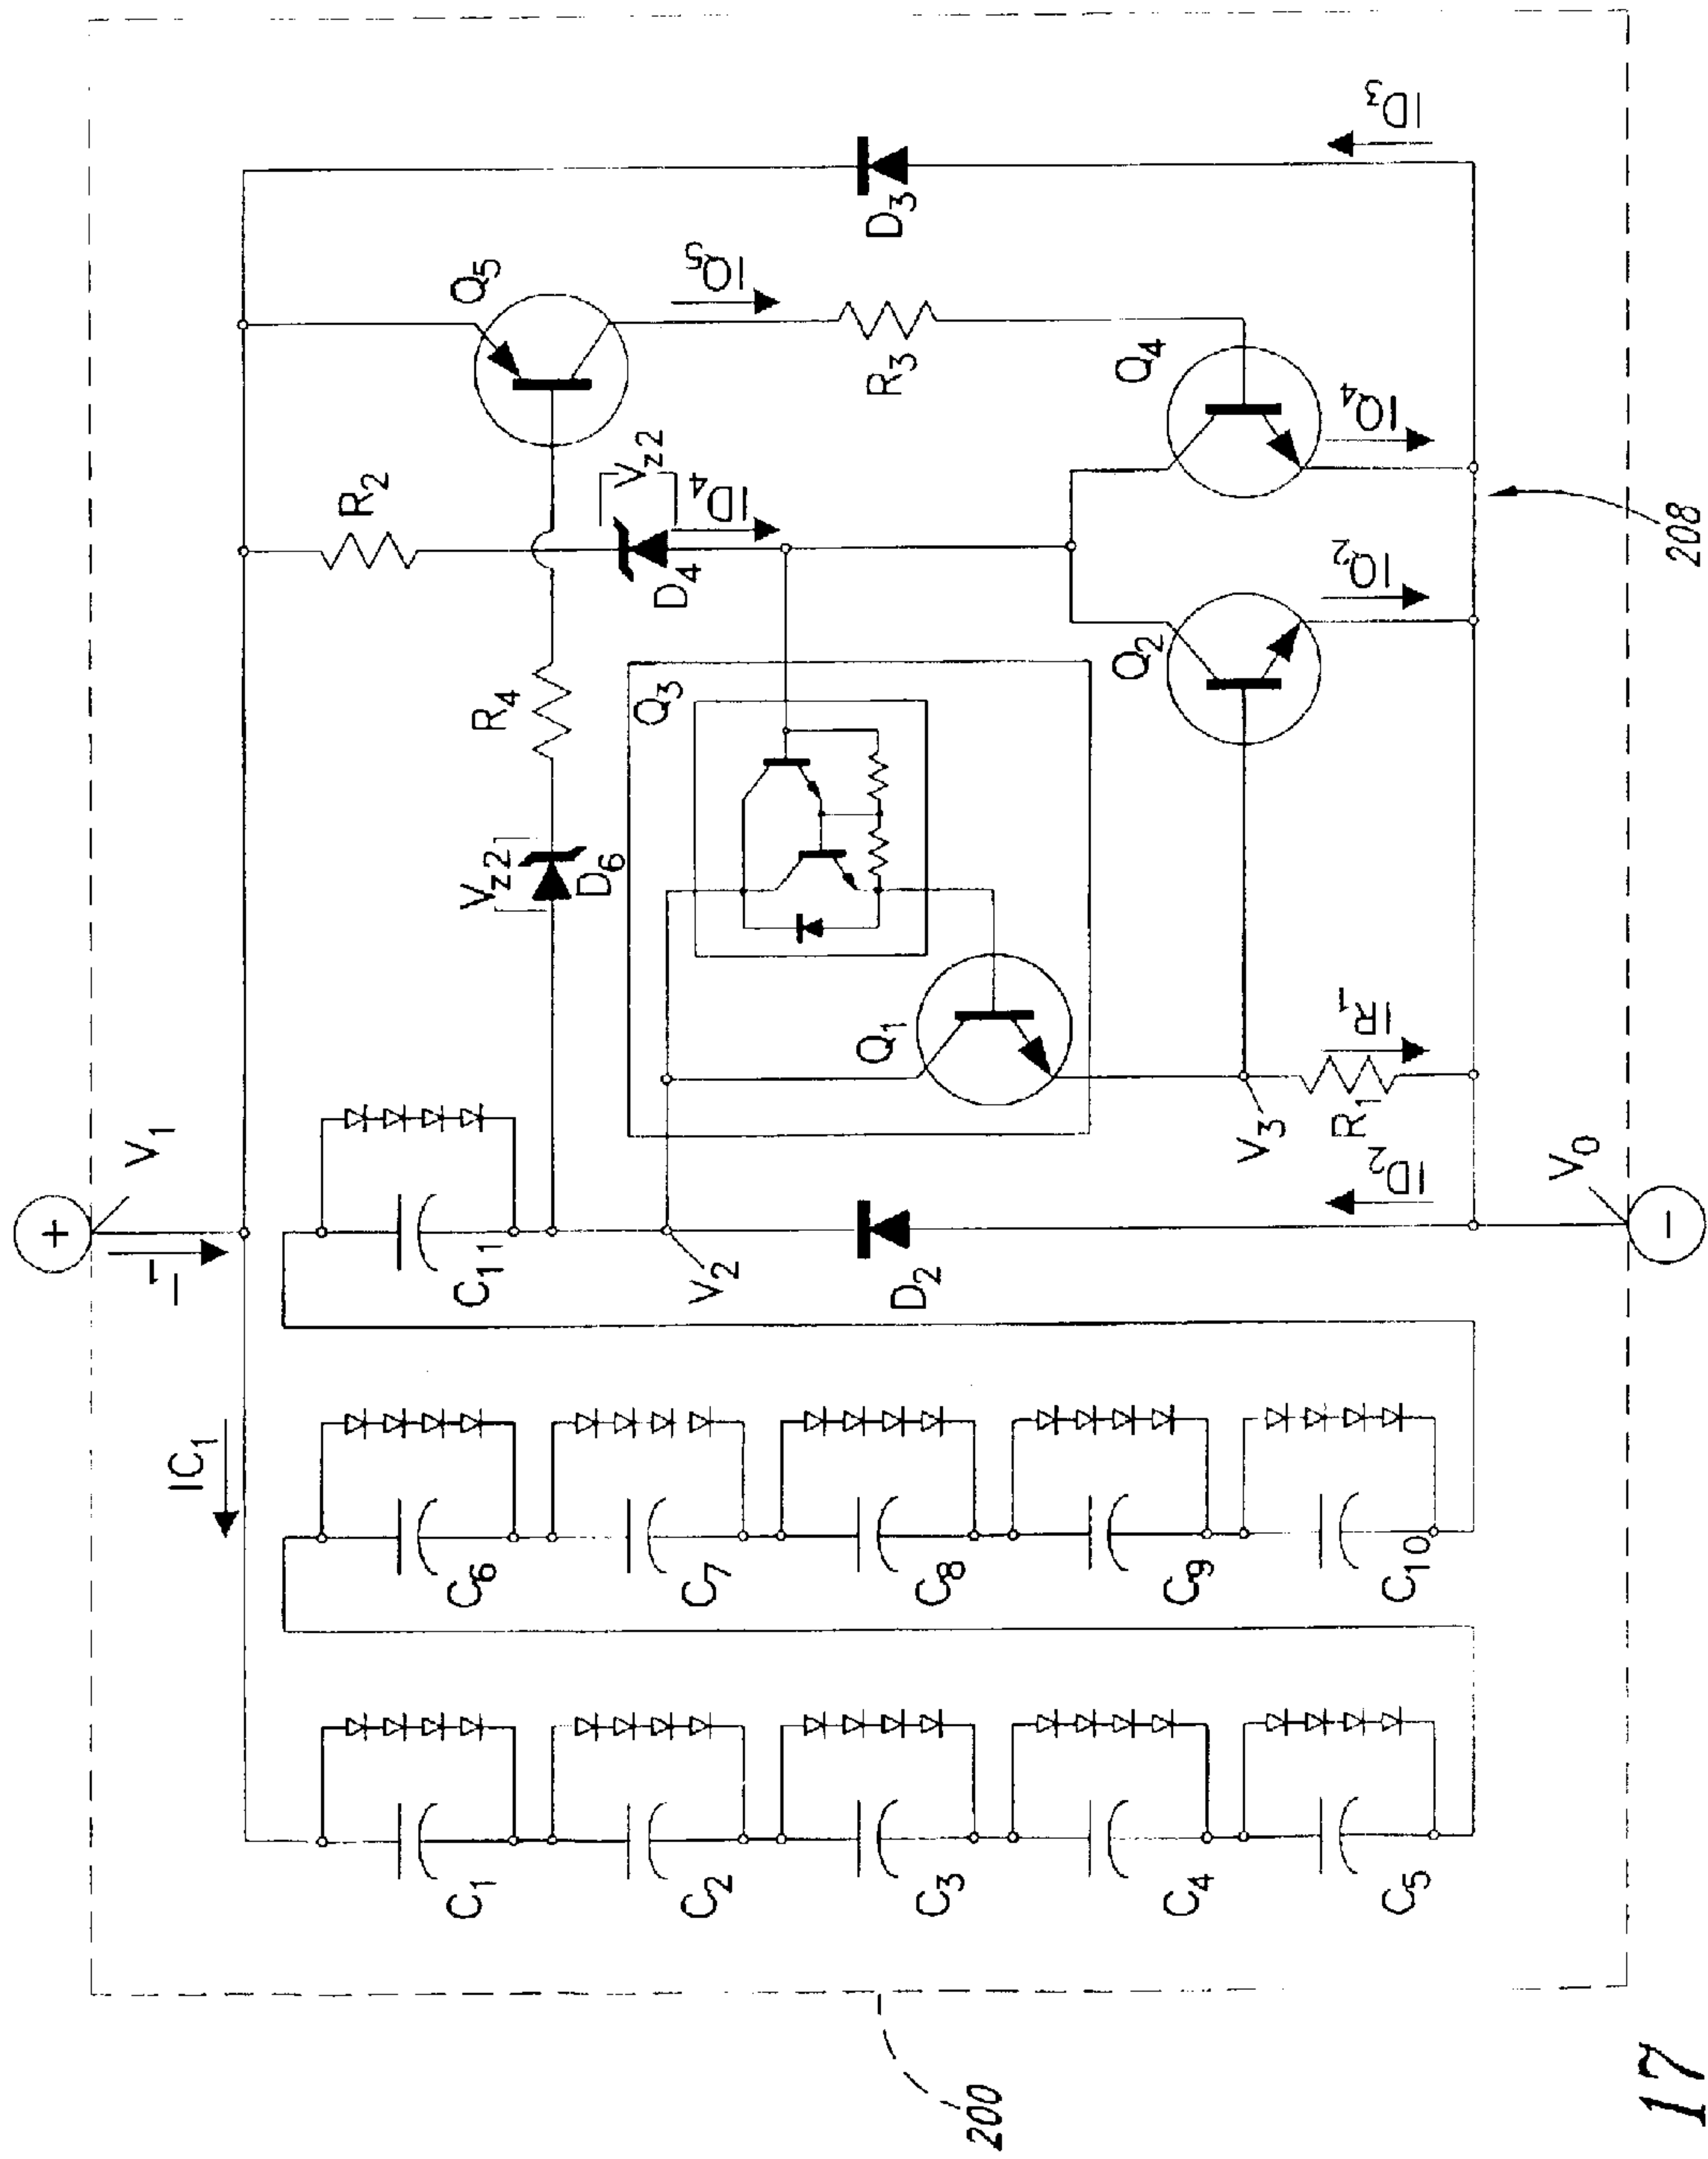 +
V1
I1
IC1
C1
C2
C3
C4
C5
C6
C7
C8
C9
C10
C11
V2
D2
ID2
V0
−
Vz2
D6
R4
R2
Q5
IQ5
R3
D4
Vz2
ID4
Q3
Q1
V3
R1
IR1
Q2
IQ2
Q4
IQ4
D3
ID3
208
200
17